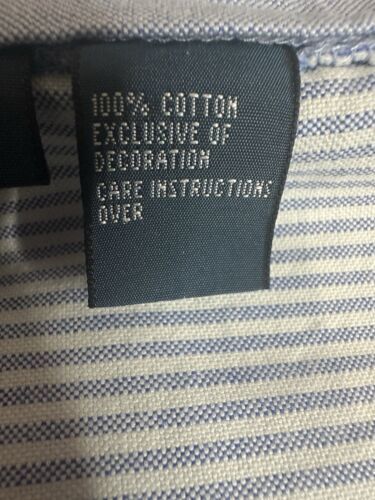 100% COTTON
EXCLUSIVE OF
DECORATION
CARE INSTRUCTIONS
OVER